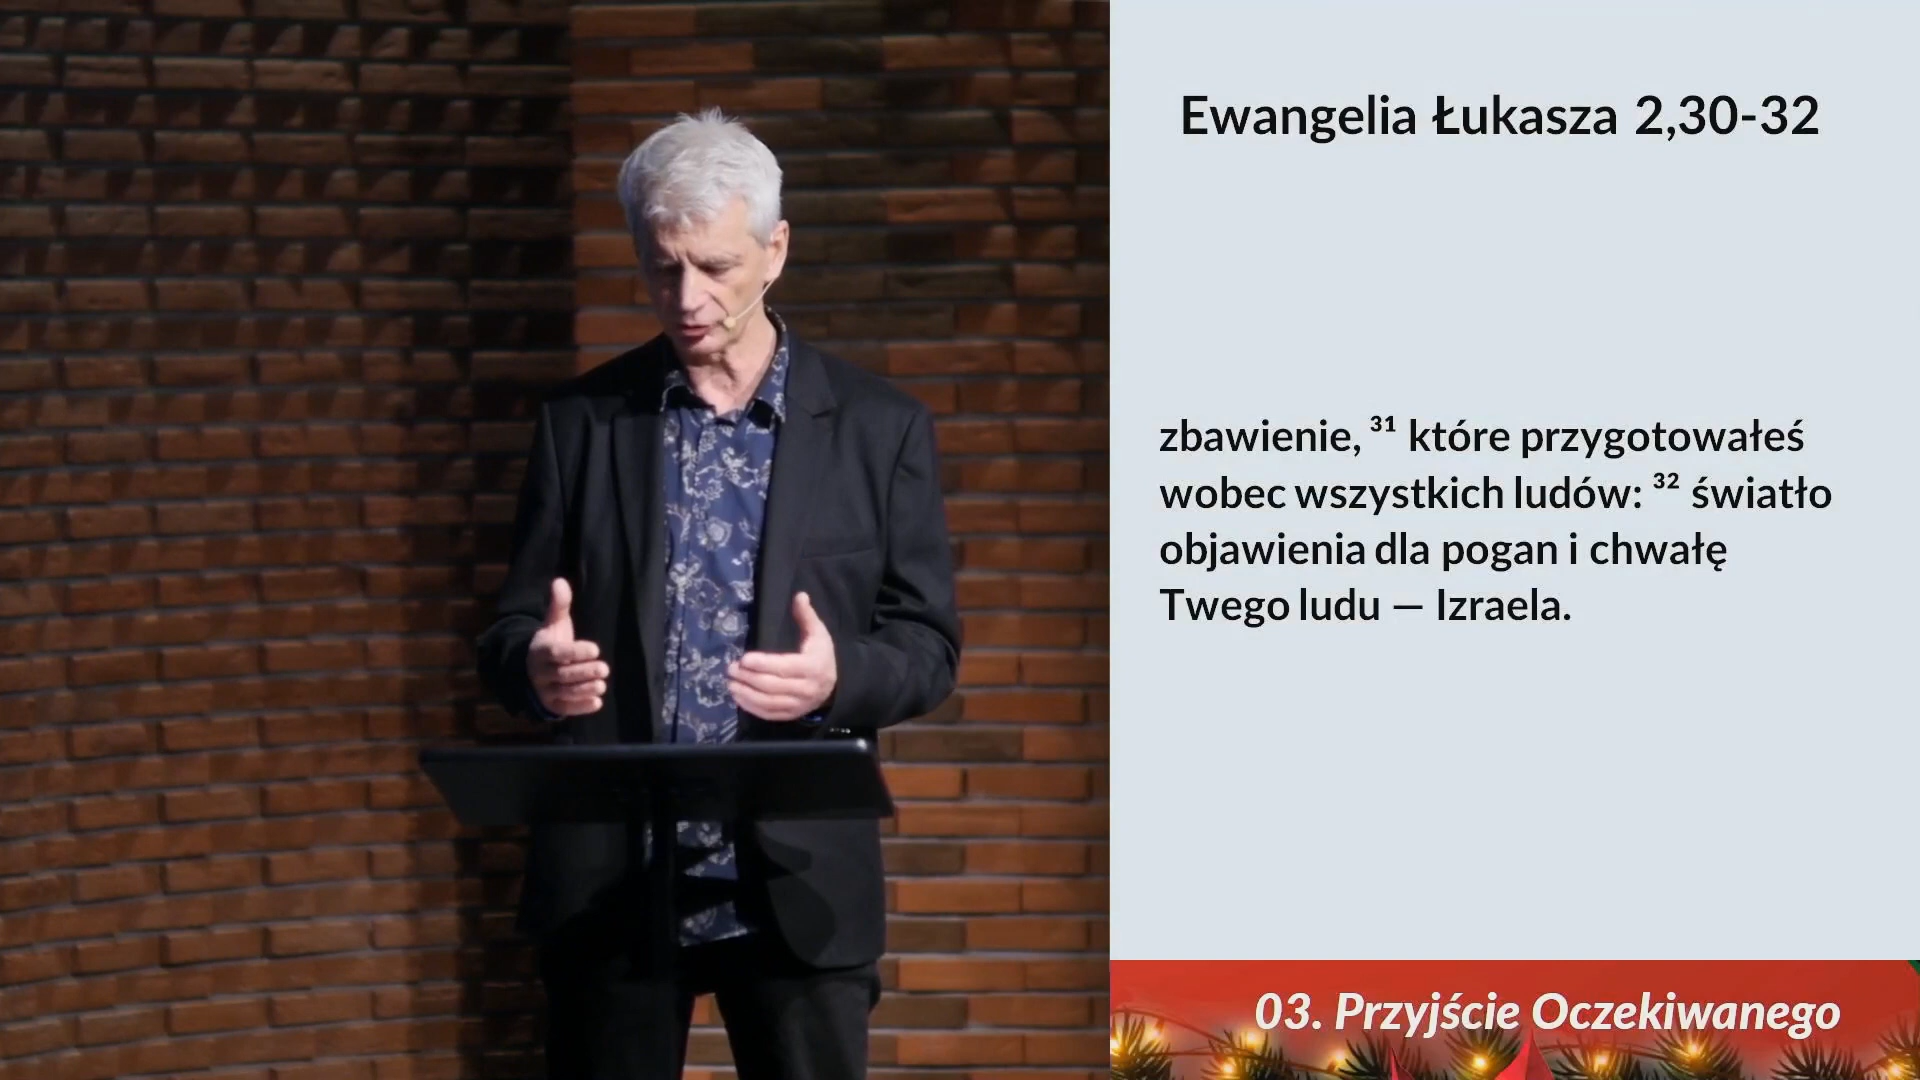 Ewangelia Łukasza 2,30-32
zbawienie, ³¹ które przygotowałeś
wobec wszystkich ludów: ³² światło
objawienia dla pogan i chwałę
Twego ludu — Izraela.
03. Przyjście Oczekiwanego